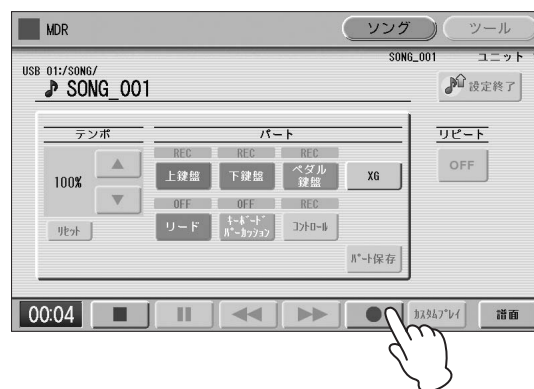 MDR
ソング
ツール
SONG_001
ユニット
USB 01:/SONG/
SONG_001
設定終了
テンポ
パート
リピート
REC
REC
REC
100%
上鍵盤
下鍵盤
ペダル
鍵盤
XG
OFF
OFF
OFF
REC
リセット
リード
キーボード
パーカッション
コントロール
パート保存
00:04
カスタムプレイ
譜面